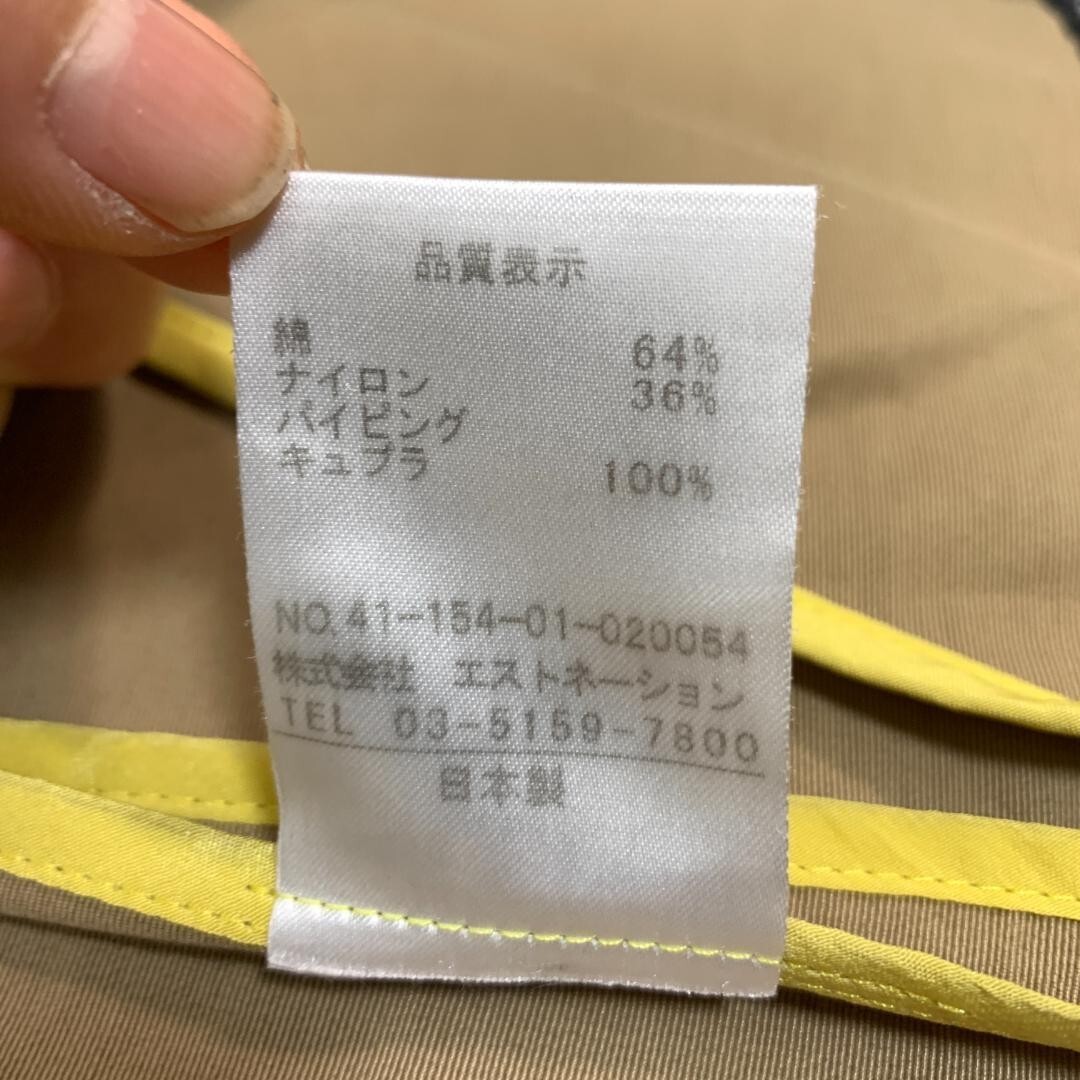 品質表示
綿 64%
ナイロン 36%
パイピング
キュプラ 100%
NO.41-154-01-020054
株式会社 エストネーション
TEL 03-5159-7800
日本製